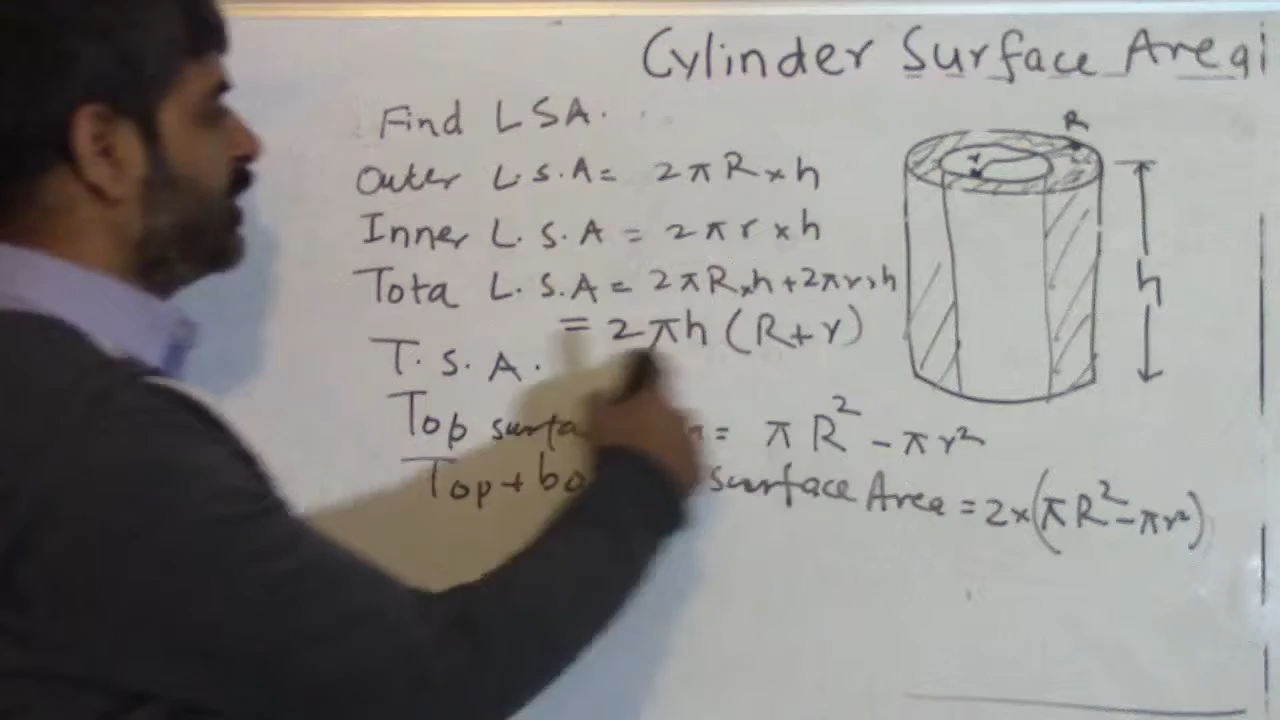 Cylinder Surface Area
Find LSA.
Outer L.S.A = 2πR×h
Inner L.S.A = 2πr×h
Tota L.S.A = 2πR×h+2πr×h
= 2πh (R+r)
T.S.A.
Top = πR² - πr²
Top + surface Area = 2×(πR²-πr²)
R
r
h